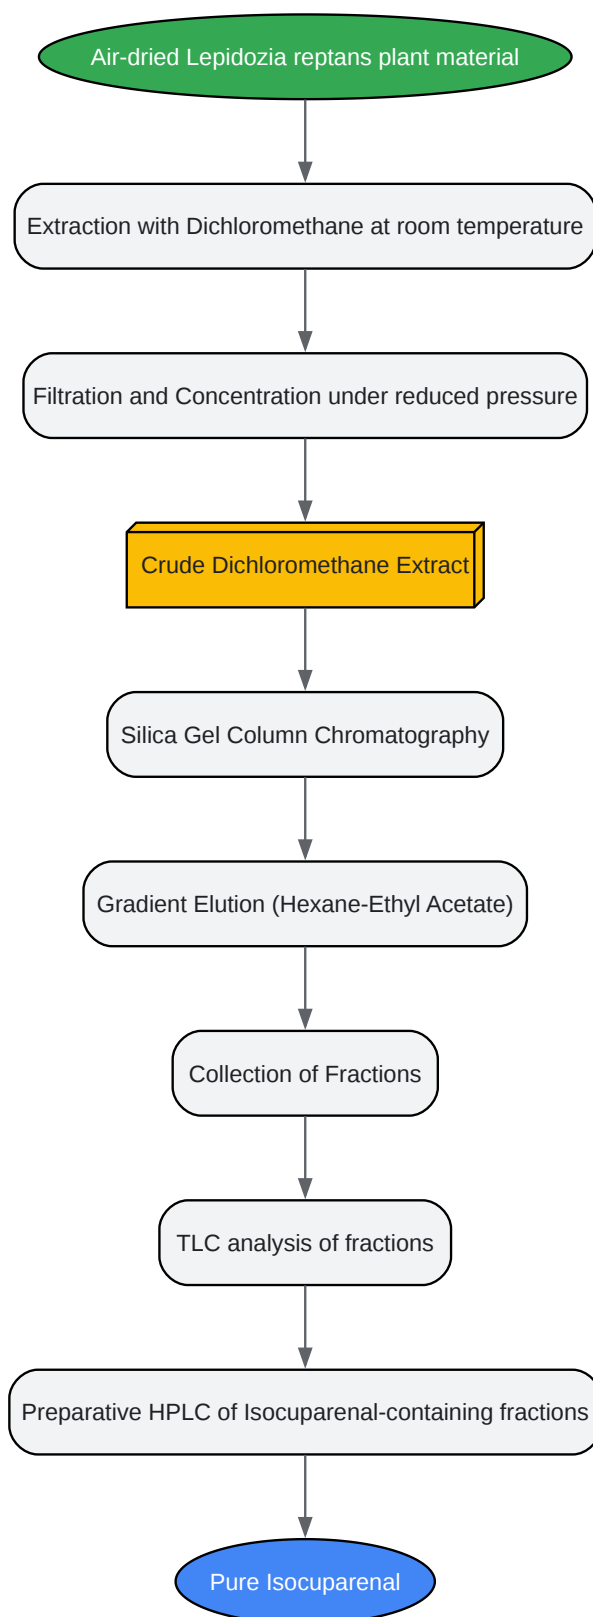 Air-dried Lepidozia reptans plant material
Extraction with Dichloromethane at room temperature
Filtration and Concentration under reduced pressure
Crude Dichloromethane Extract
Silica Gel Column Chromatography
Gradient Elution (Hexane-Ethyl Acetate)
Collection of Fractions
TLC analysis of fractions
Preparative HPLC of Isocuparenal-containing fractions
Pure Isocuparenal